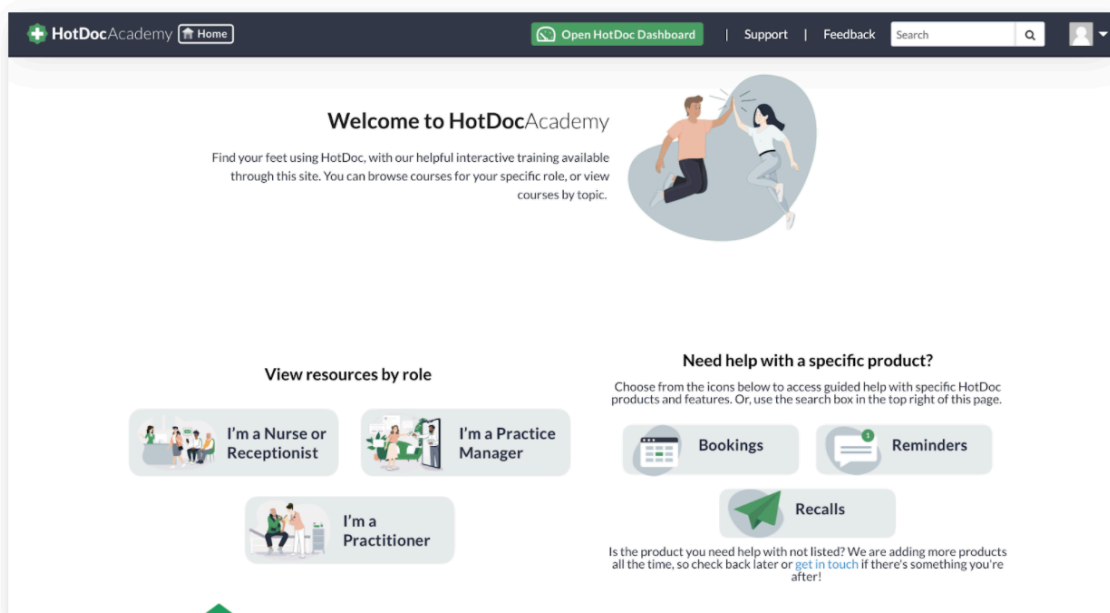 HotDocAcademy Home
Open HotDoc Dashboard | Support | Feedback Search
Welcome to HotDocAcademy
Find your feet using HotDoc, with our helpful interactive training available
through this site. You can browse courses for your specific role, or view
courses by topic.
View resources by role
I'm a Nurse or
Receptionist
I'm a Practice
Manager
I'm a
Practitioner
Need help with a specific product?
Choose from the icons below to access guided help with specific HotDoc
products and features. Or, use the search box in the top right of this page.
Bookings
1
Reminders
Recalls
Is the product you need help with not listed? We are adding more products
all the time, so check back later or get in touch if there's something you're
after!